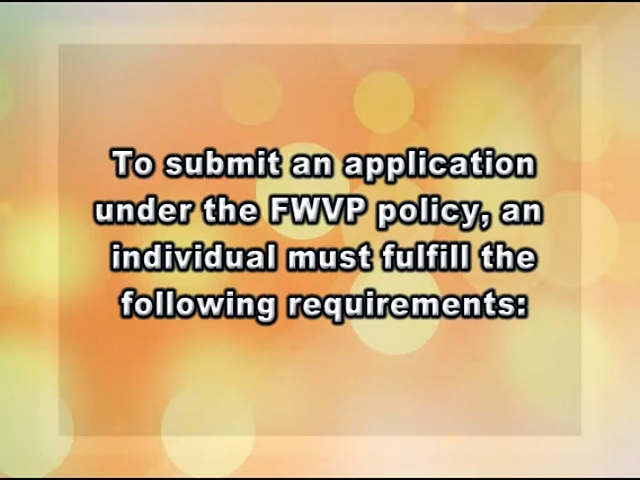 To submit an application
under the FWVP policy, an
individual must fulfill the
following requirements: